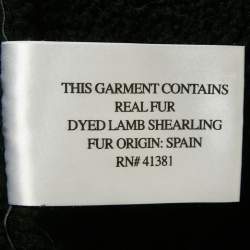 THIS GARMENT CONTAINS
REAL FUR
DYED LAMB SHEARLING
FUR ORIGIN: SPAIN
RN# 41381